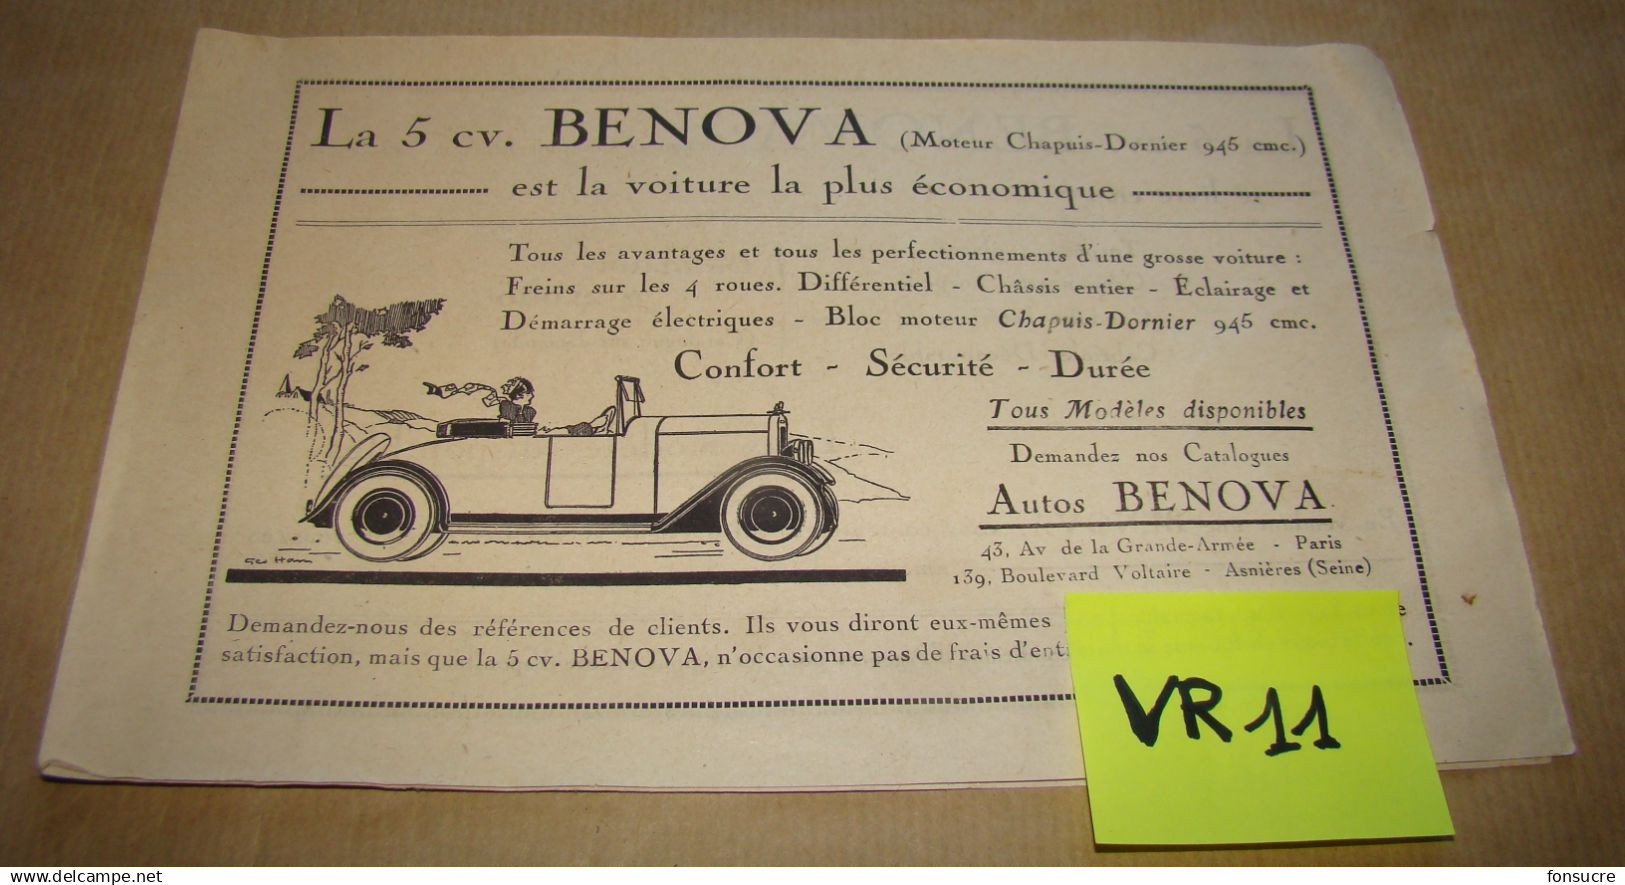 La 5 cv. BENOVA (Moteur Chapuis-Dornier 945 cmc.)
est la voiture la plus économique
Tous les avantages et tous les perfectionnements d'une grosse voiture :
Freins sur les 4 roues. Différentiel - Châssis entier - Éclairage et
Démarrage électriques - Bloc moteur Chapuis-Dornier 945 cmc.
Confort - Sécurité - Durée
Tous Modèles disponibles
Demandez nos Catalogues
Autos BENOVA
43, Av de la Grande-Armée - Paris
139, Boulevard Voltaire - Asnières (Seine)
Geo Ham
Demandez-nous des références de clients. Ils vous diront eux-mêmes
satisfaction, mais que la 5 cv. BENOVA, n'occasionne pas de frais d'ent
VR11
delcampe.net
fonsucre